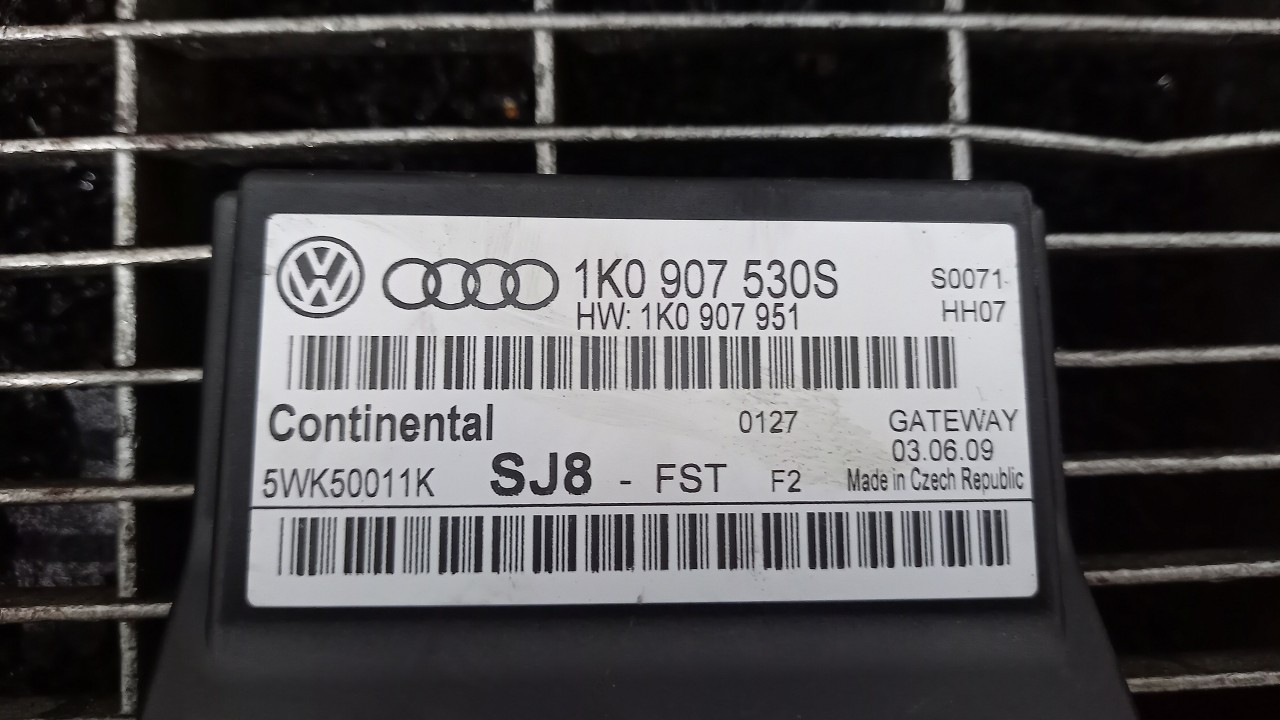 1K0 907 530S
HW: 1K0 907 951
S0071-
HH07
Continental
0127
GATEWAY
03.06.09
5WK50011K
SJ8 - FST F2
Made in Czech Republic